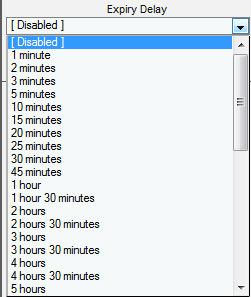 Expiry Delay
[ Disabled ]
[ Disabled ]
1 minute
2 minutes
3 minutes
5 minutes
10 minutes
15 minutes
20 minutes
25 minutes
30 minutes
45 minutes
1 hour
1 hour 30 minutes
2 hours
2 hours 30 minutes
3 hours
3 hours 30 minutes
4 hours
4 hours 30 minutes
5 hours